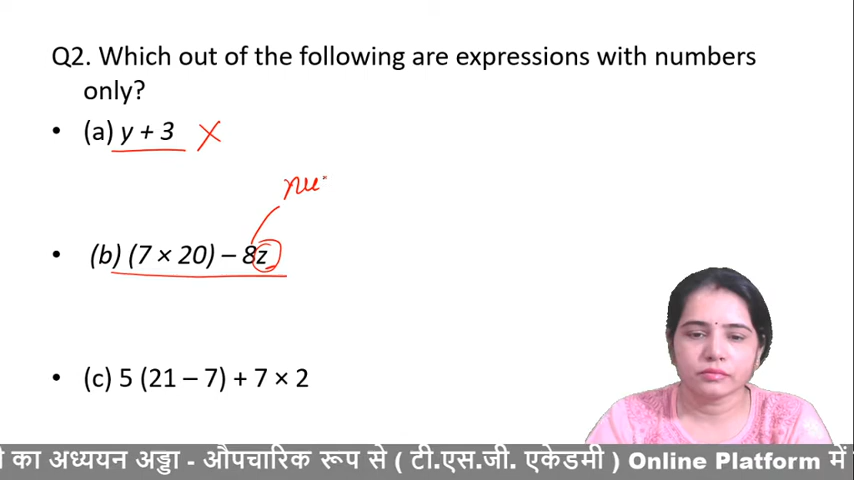 Q2. Which out of the following are expressions with numbers
only?
• (a) y + 3 X
nu
• (b) (7 × 20) – 8z
• (c) 5 (21 – 7) + 7 × 2
का अध्ययन अड्डा - औपचारिक रूप से ( टी.एस.जी. एकेडमी ) Online Platform में